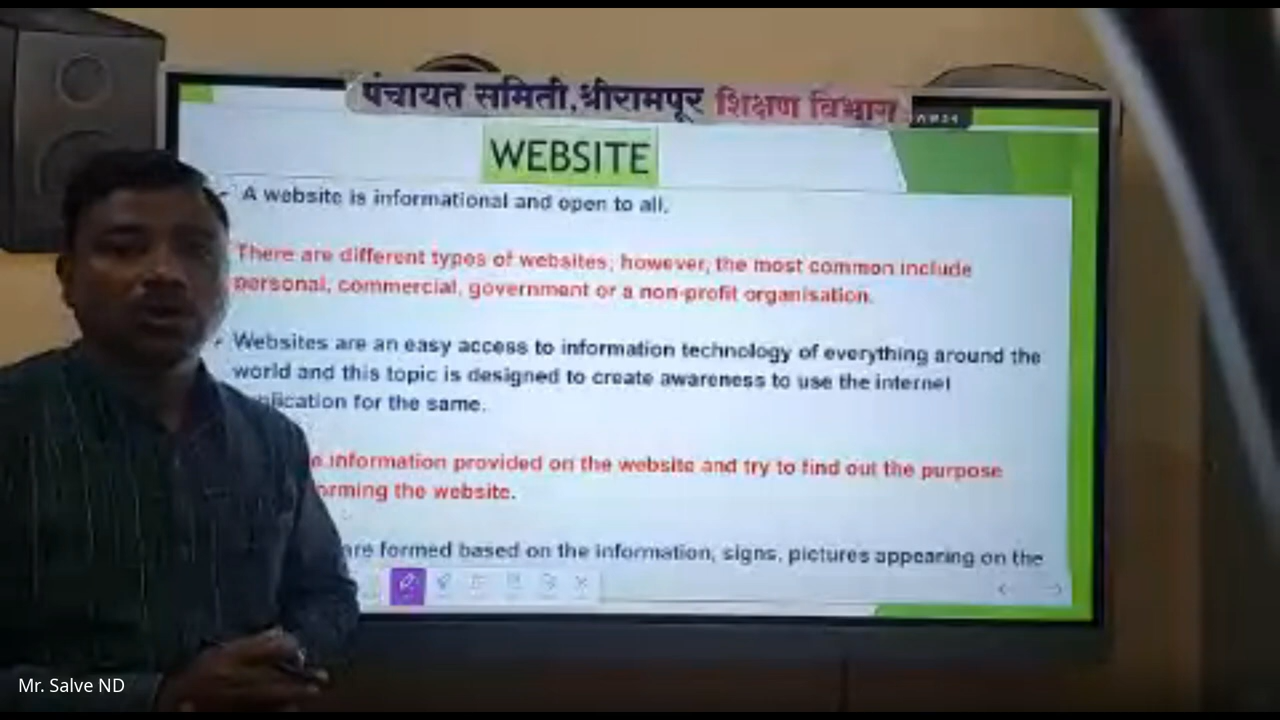 पंचायत समिती,श्रीरामपूर शिक्षण विभाग
WEBSITE
A website is informational and open to all.
There are different types of websites; however, the most common include
personal, commercial, government or a non-profit organisation.
Websites are an easy access to information technology of everything around the
world and this topic is designed to create awareness to use the internet
for the same.
information provided on the website and try to find out the purpose
the website.
are formed based on the information, signs, pictures appearing on the
Mr. Salve ND